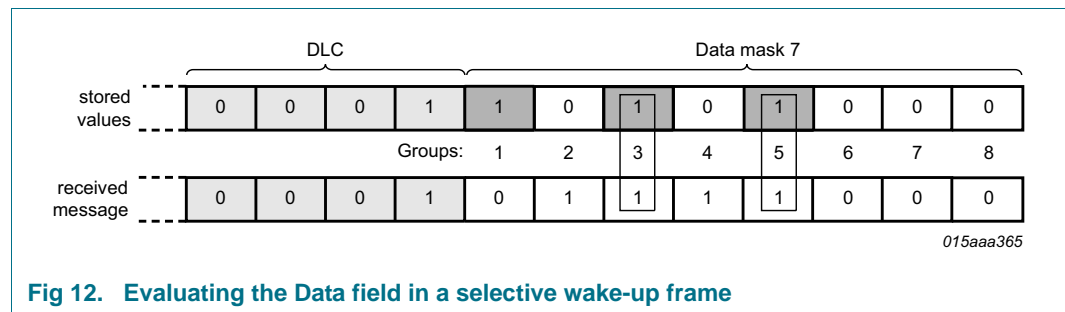 DLC Data mask 7
stored values 0 0 0 1 1 0 1 0 1 0 0 0
Groups: 1 2 3 4 5 6 7 8
received message 0 0 0 1 0 1 1 1 1 0 0 0
015aaa365
Fig 12. Evaluating the Data field in a selective wake-up frame